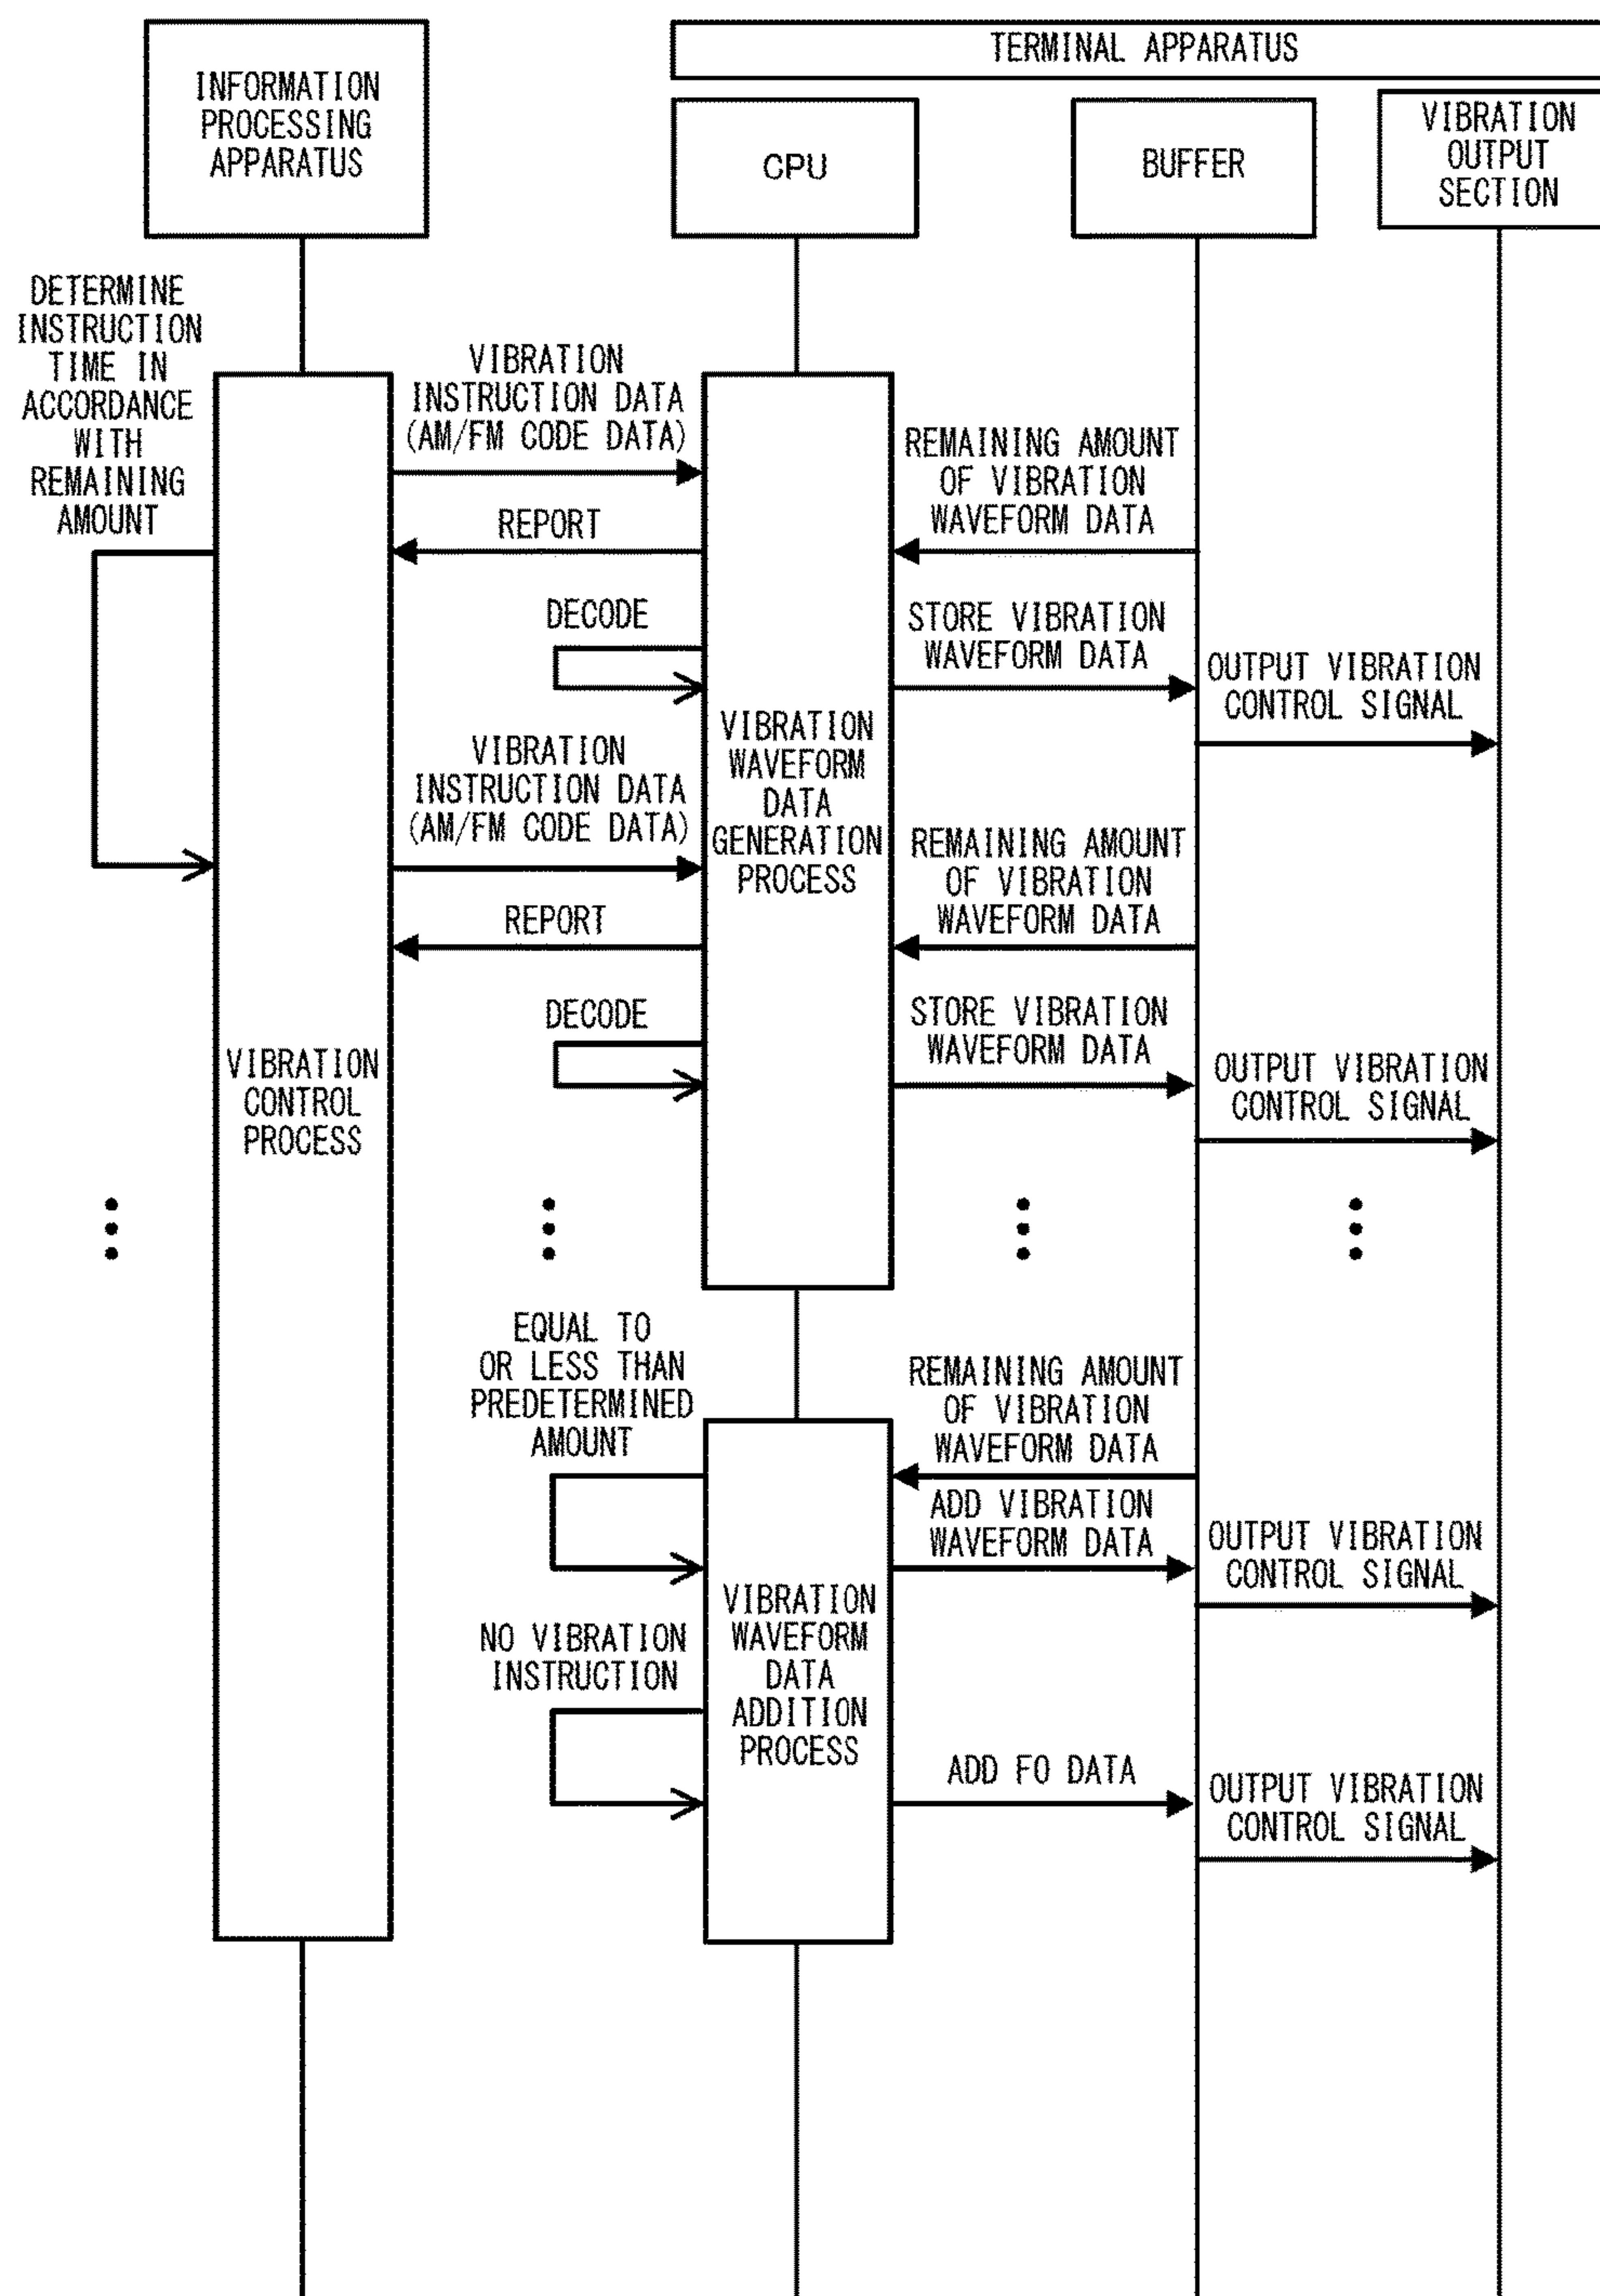 TERMINAL APPARATUS
INFORMATION
PROCESSING
APPARATUS
CPU
BUFFER
VIBRATION
OUTPUT
SECTION
DETERMINE
INSTRUCTION
TIME IN
ACCORDANCE
WITH
REMAINING
AMOUNT
VIBRATION
INSTRUCTION DATA
(AM/FM CODE DATA)
REMAINING AMOUNT
OF VIBRATION
WAVEFORM DATA
REPORT
DECODE
STORE VIBRATION
WAVEFORM DATA
OUTPUT VIBRATION
CONTROL SIGNAL
VIBRATION
WAVEFORM
DATA
GENERATION
PROCESS
VIBRATION
INSTRUCTION DATA
(AM/FM CODE DATA)
REMAINING AMOUNT
OF VIBRATION
WAVEFORM DATA
REPORT
DECODE
STORE VIBRATION
WAVEFORM DATA
OUTPUT VIBRATION
CONTROL SIGNAL
VIBRATION
CONTROL
PROCESS
EQUAL TO
OR LESS THAN
PREDETERMINED
AMOUNT
REMAINING AMOUNT
OF VIBRATION
WAVEFORM DATA
ADD VIBRATION
WAVEFORM DATA
OUTPUT VIBRATION
CONTROL SIGNAL
VIBRATION
WAVEFORM
DATA
ADDITION
PROCESS
NO VIBRATION
INSTRUCTION
ADD FO DATA
OUTPUT VIBRATION
CONTROL SIGNAL